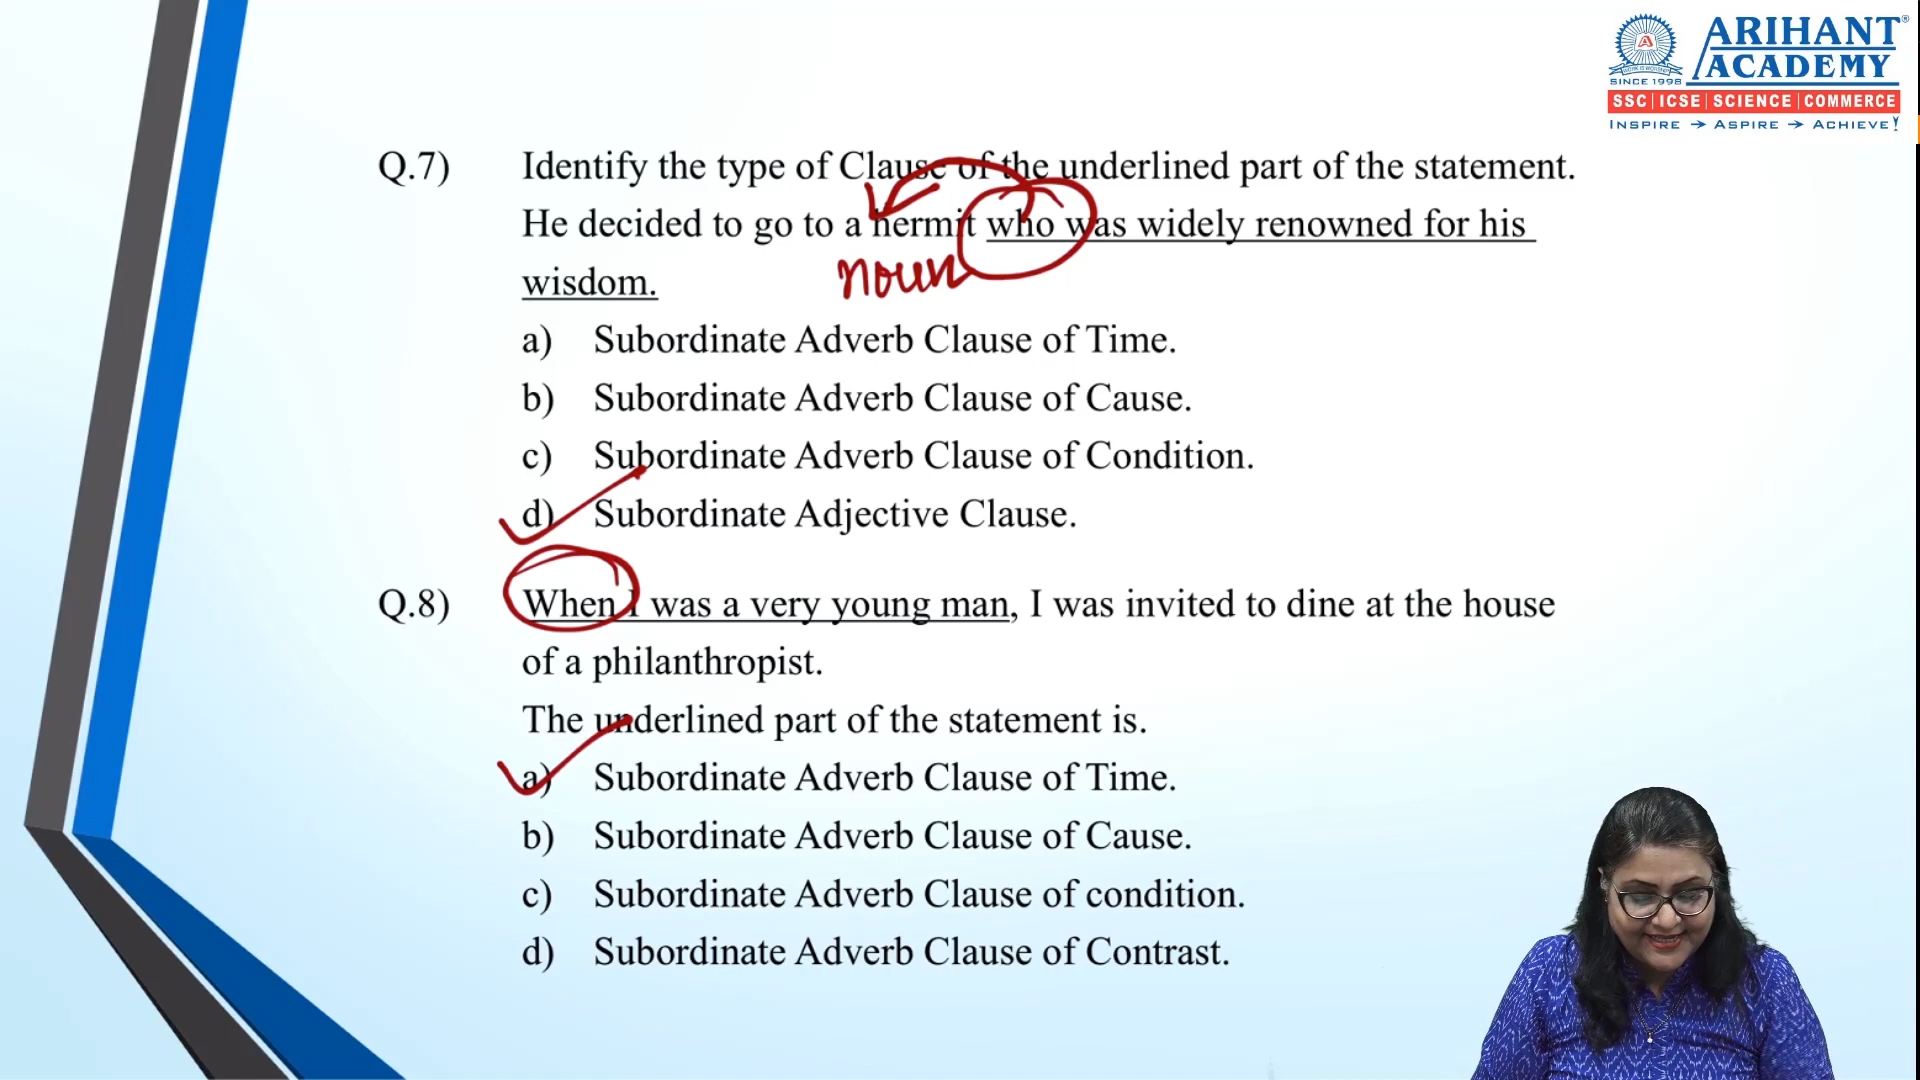 ARIHANT®
ACADEMY
SINCE 1998
SSC | ICSE | SCIENCE | COMMERCE
INSPIRE → ASPIRE → ACHIEVE!
Q.7) Identify the type of Clause of the underlined part of the statement.
He decided to go to a hermit who was widely renowned for his
noun
wisdom.
a) Subordinate Adverb Clause of Time.
b) Subordinate Adverb Clause of Cause.
c) Subordinate Adverb Clause of Condition.
d) Subordinate Adjective Clause.
Q.8) When I was a very young man, I was invited to dine at the house
of a philanthropist.
The underlined part of the statement is.
a) Subordinate Adverb Clause of Time.
b) Subordinate Adverb Clause of Cause.
c) Subordinate Adverb Clause of condition.
d) Subordinate Adverb Clause of Contrast.